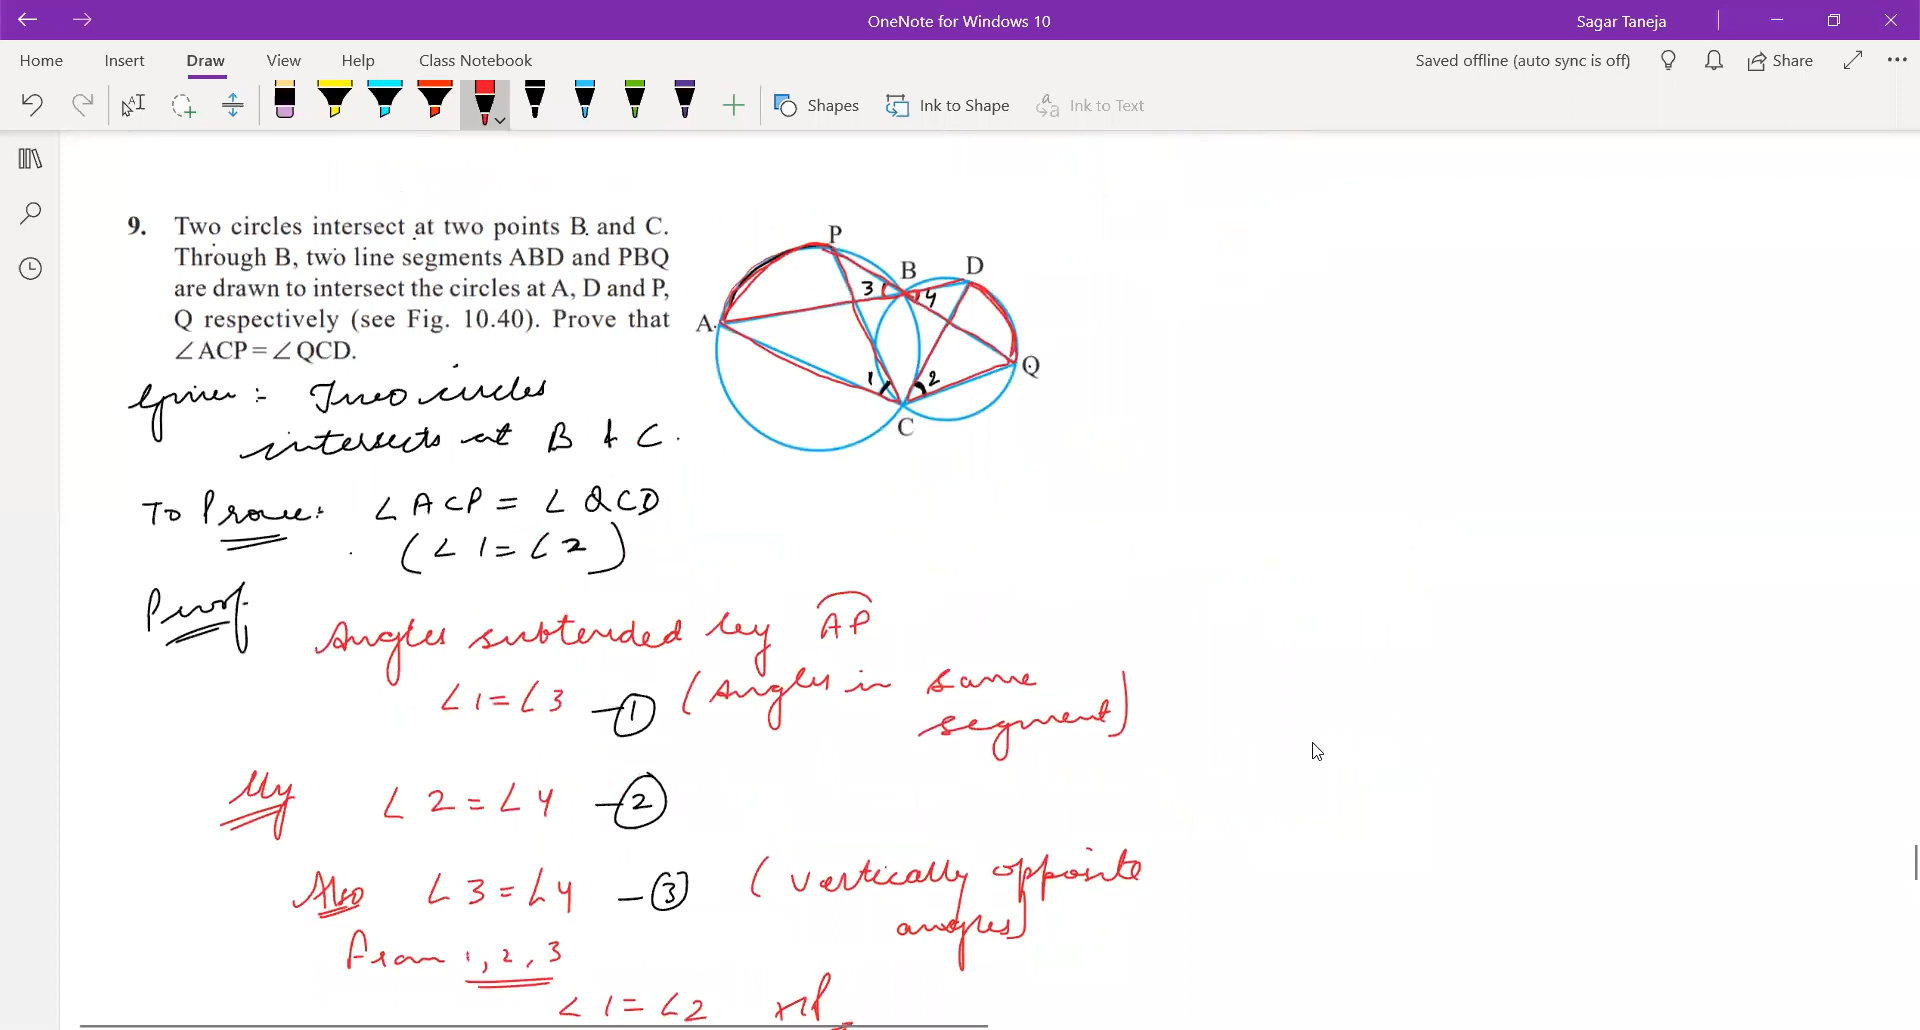 OneNote for Windows 10
Sagar Taneja
Home Insert Draw View Help Class Notebook
Saved offline (auto sync is off) Share
Shapes Ink to Shape Ink to Text
9. Two circles intersect at two points B and C.
Through B, two line segments ABD and PBQ
are drawn to intersect the circles at A, D and P,
Q respectively (see Fig. 10.40). Prove that
∠ACP = ∠QCD.
P
B
D
3
4
A
Q
1
2
C
Given :- Two circles
intersects at B & C.
To Prove: ∠ACP = ∠QCD
(∠1 = ∠2)
Proof
Angles subtended by A͡P
∠1 = ∠3 —① (Angles in same
segment)
lly ∠2 = ∠4 —②
Also ∠3 = ∠4 —③ (vertically opposite
angles)
From 1, 2, 3
∠1 = ∠2